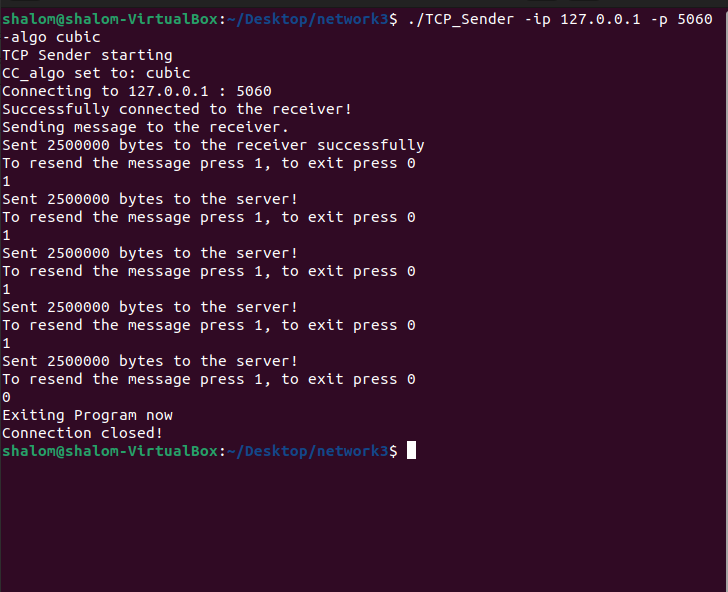 shalom@shalom-VirtualBox:~/Desktop/network3$ ./TCP_Sender -ip 127.0.0.1 -p 5060
-algo cubic
TCP Sender starting
CC_algo set to: cubic
Connecting to 127.0.0.1 : 5060
Successfully connected to the receiver!
Sending message to the receiver.
Sent 2500000 bytes to the receiver successfully
To resend the message press 1, to exit press 0
1
Sent 2500000 bytes to the server!
To resend the message press 1, to exit press 0
1
Sent 2500000 bytes to the server!
To resend the message press 1, to exit press 0
1
Sent 2500000 bytes to the server!
To resend the message press 1, to exit press 0
1
Sent 2500000 bytes to the server!
To resend the message press 1, to exit press 0
0
Exiting Program now
Connection closed!
shalom@shalom-VirtualBox:~/Desktop/network3$